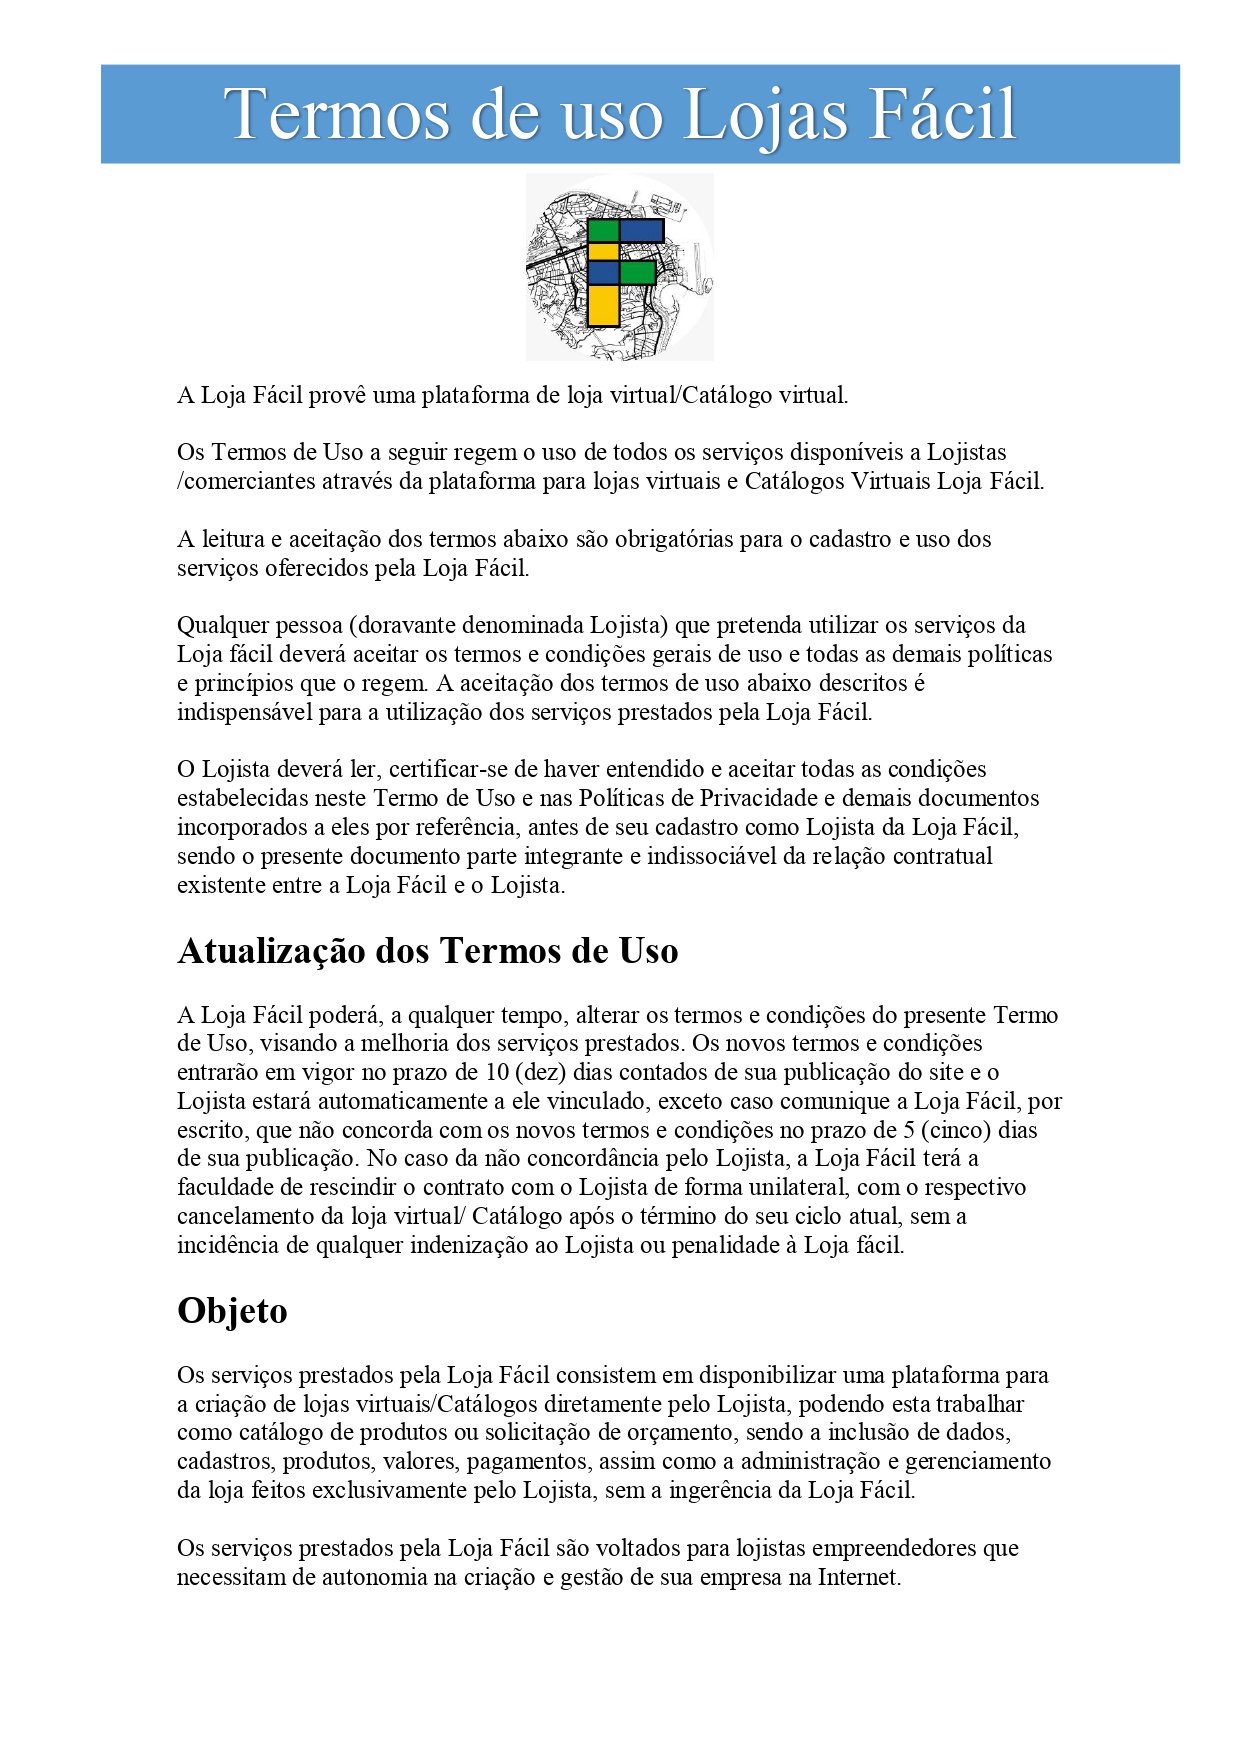 Termos de uso Lojas Fácil
A Loja Fácil provê uma plataforma de loja virtual/Catálogo virtual.
Os Termos de Uso a seguir regem o uso de todos os serviços disponíveis a Lojistas
/comerciantes através da plataforma para lojas virtuais e Catálogos Virtuais Loja Fácil.
A leitura e aceitação dos termos abaixo são obrigatórias para o cadastro e uso dos
serviços oferecidos pela Loja Fácil.
Qualquer pessoa (doravante denominada Lojista) que pretenda utilizar os serviços da
Loja fácil deverá aceitar os termos e condições gerais de uso e todas as demais políticas
e princípios que o regem. A aceitação dos termos de uso abaixo descritos é
indispensável para a utilização dos serviços prestados pela Loja Fácil.
O Lojista deverá ler, certificar-se de haver entendido e aceitar todas as condições
estabelecidas neste Termo de Uso e nas Políticas de Privacidade e demais documentos
incorporados a eles por referência, antes de seu cadastro como Lojista da Loja Fácil,
sendo o presente documento parte integrante e indissociável da relação contratual
existente entre a Loja Fácil e o Lojista.
Atualização dos Termos de Uso
A Loja Fácil poderá, a qualquer tempo, alterar os termos e condições do presente Termo
de Uso, visando a melhoria dos serviços prestados. Os novos termos e condições
entrarão em vigor no prazo de 10 (dez) dias contados de sua publicação do site e o
Lojista estará automaticamente a ele vinculado, exceto caso comunique a Loja Fácil, por
escrito, que não concorda com os novos termos e condições no prazo de 5 (cinco) dias
de sua publicação. No caso da não concordância pelo Lojista, a Loja Fácil terá a
faculdade de rescindir o contrato com o Lojista de forma unilateral, com o respectivo
cancelamento da loja virtual/ Catálogo após o término do seu ciclo atual, sem a
incidência de qualquer indenização ao Lojista ou penalidade à Loja fácil.
Objeto
Os serviços prestados pela Loja Fácil consistem em disponibilizar uma plataforma para
a criação de lojas virtuais/Catálogos diretamente pelo Lojista, podendo esta trabalhar
como catálogo de produtos ou solicitação de orçamento, sendo a inclusão de dados,
cadastros, produtos, valores, pagamentos, assim como a administração e gerenciamento
da loja feitos exclusivamente pelo Lojista, sem a ingerência da Loja Fácil.
Os serviços prestados pela Loja Fácil são voltados para lojistas empreendedores que
necessitam de autonomia na criação e gestão de sua empresa na Internet.